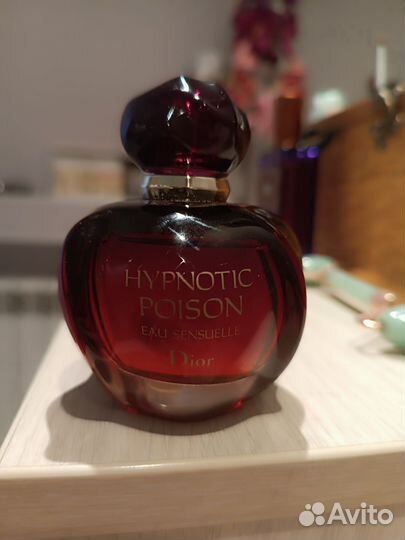 HYPNOTIC
POISON
EAU SENSUELLE
Dior
Avito